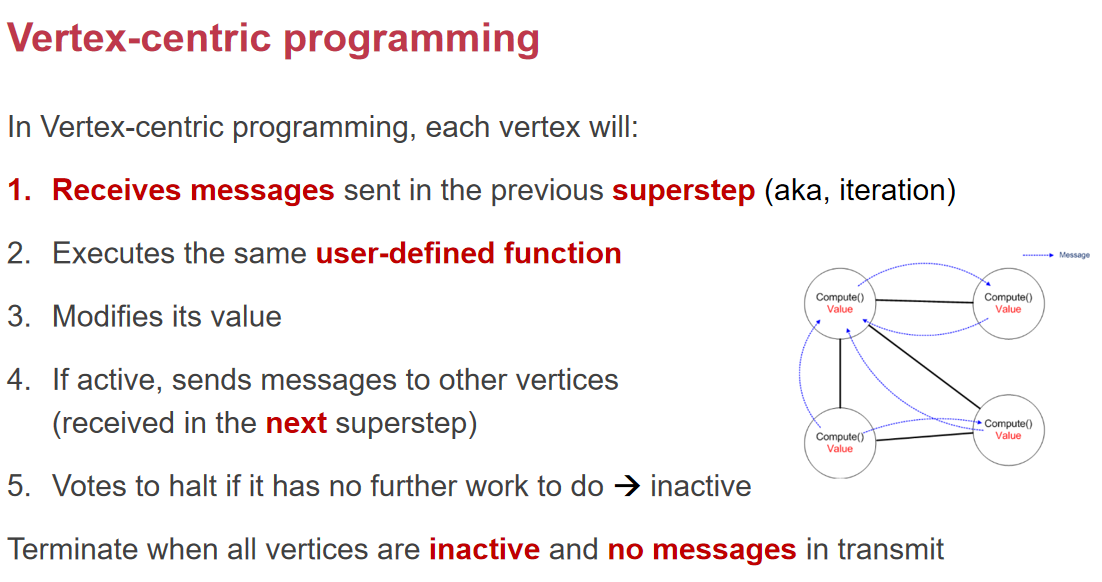 Vertex-centric programming
In Vertex-centric programming, each vertex will:
1. Receives messages sent in the previous superstep (aka, iteration)
2. Executes the same user-defined function
3. Modifies its value
4. If active, sends messages to other vertices
(received in the next superstep)
5. Votes to halt if it has no further work to do → inactive
Terminate when all vertices are inactive and no messages in transmit
Message
Compute()
Value
Compute()
Value
Compute()
Value
Compute()
Value